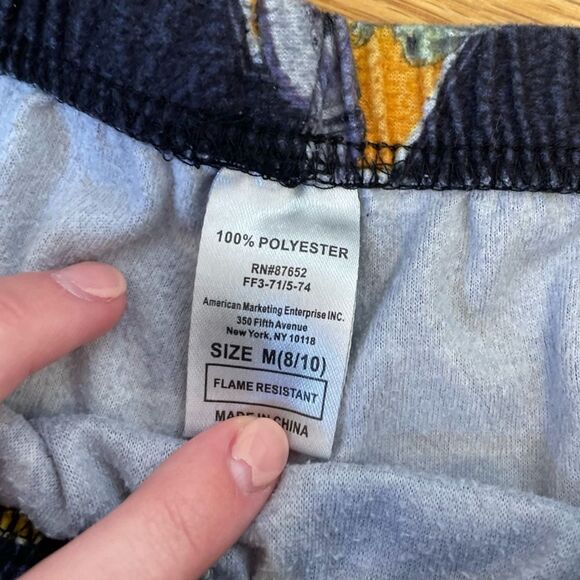 100% POLYESTER
RN#87652
FF3-71/5-74
American Marketing Enterprise INC.
350 Fifth Avenue
New York, NY 10118
SIZE M(8/10)
FLAME RESISTANT
MADE IN CHINA